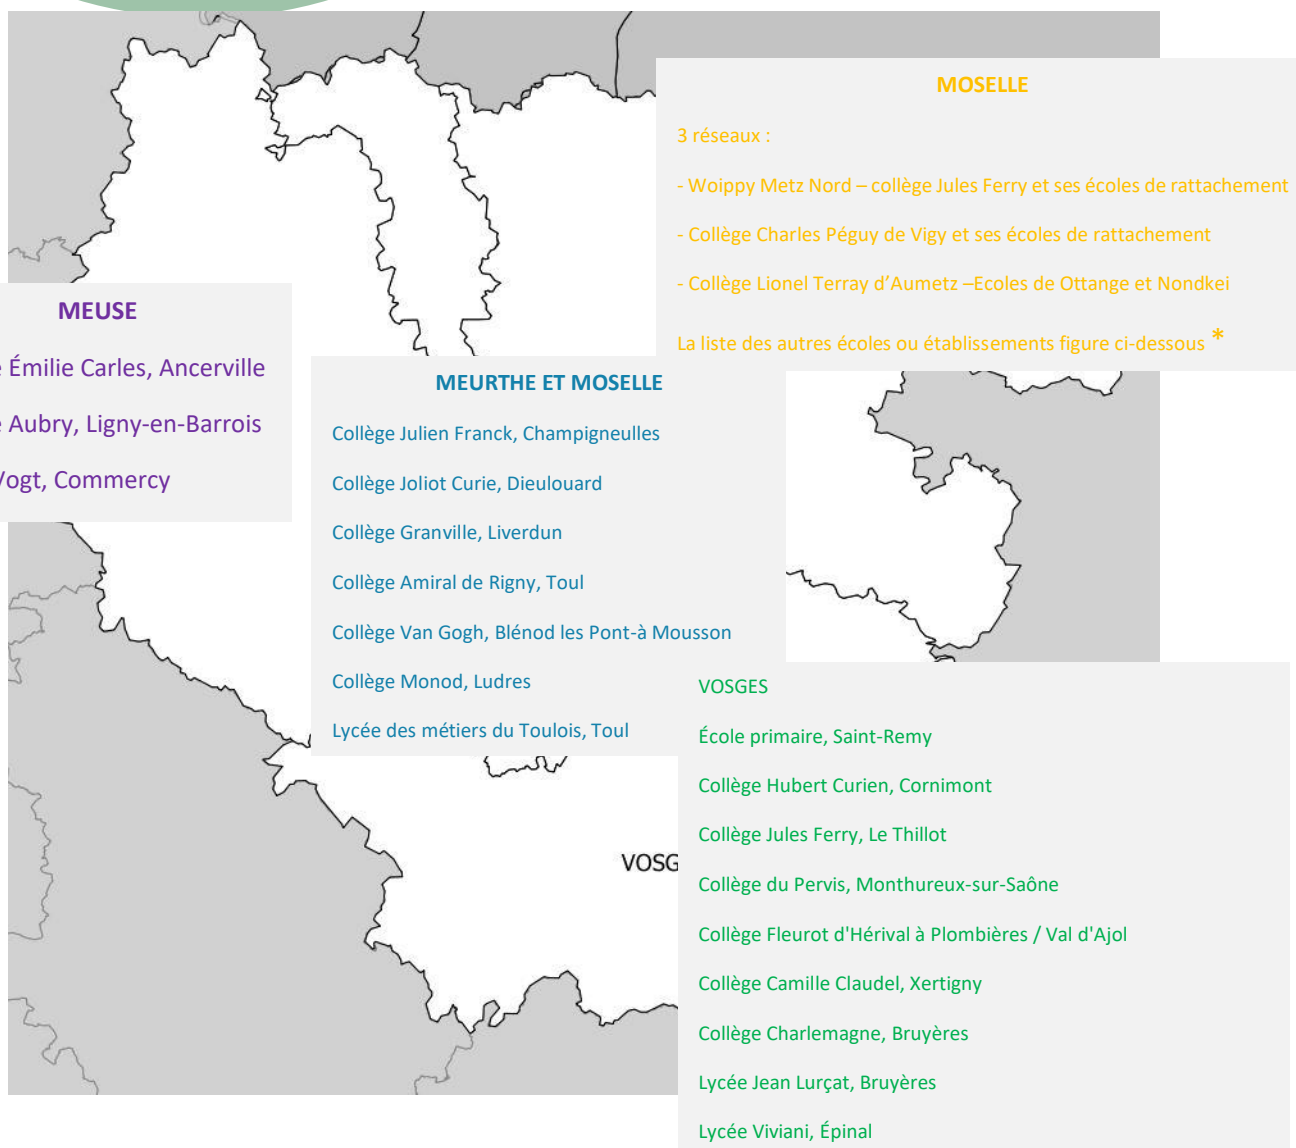 MOSELLE
3 réseaux :
- Woippy Metz Nord – collège Jules Ferry et ses écoles de rattachement
- Collège Charles Péguy de Vigy et ses écoles de rattachement
- Collège Lionel Terray d’Aumetz –Ecoles de Ottange et Nondkei
La liste des autres écoles ou établissements figure ci-dessous *
MEUSE
Émilie Carles, Ancerville
Aubry, Ligny-en-Barrois
Vogt, Commercy
MEURTHE ET MOSELLE
Collège Julien Franck, Champigneulles
Collège Joliot Curie, Dieulouard
Collège Granville, Liverdun
Collège Amiral de Rigny, Toul
Collège Van Gogh, Blénod les Pont-à Mousson
Collège Monod, Ludres
Lycée des métiers du Toulois, Toul
VOSG
VOSGES
École primaire, Saint-Remy
Collège Hubert Curien, Cornimont
Collège Jules Ferry, Le Thillot
Collège du Pervis, Monthureux-sur-Saône
Collège Fleurot d'Hérival à Plombières / Val d'Ajol
Collège Camille Claudel, Xertigny
Collège Charlemagne, Bruyères
Lycée Jean Lurçat, Bruyères
Lycée Viviani, Épinal